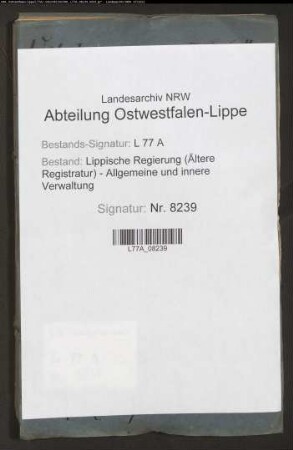 Landesarchiv NRW
Abteilung Ostwestfalen-Lippe
Bestands-Signatur: L 77 A
Bestand: Lippische Regierung (Ältere
Registratur) - Allgemeine und innere
Verwaltung
Signatur: Nr. 8239
L77A_08239